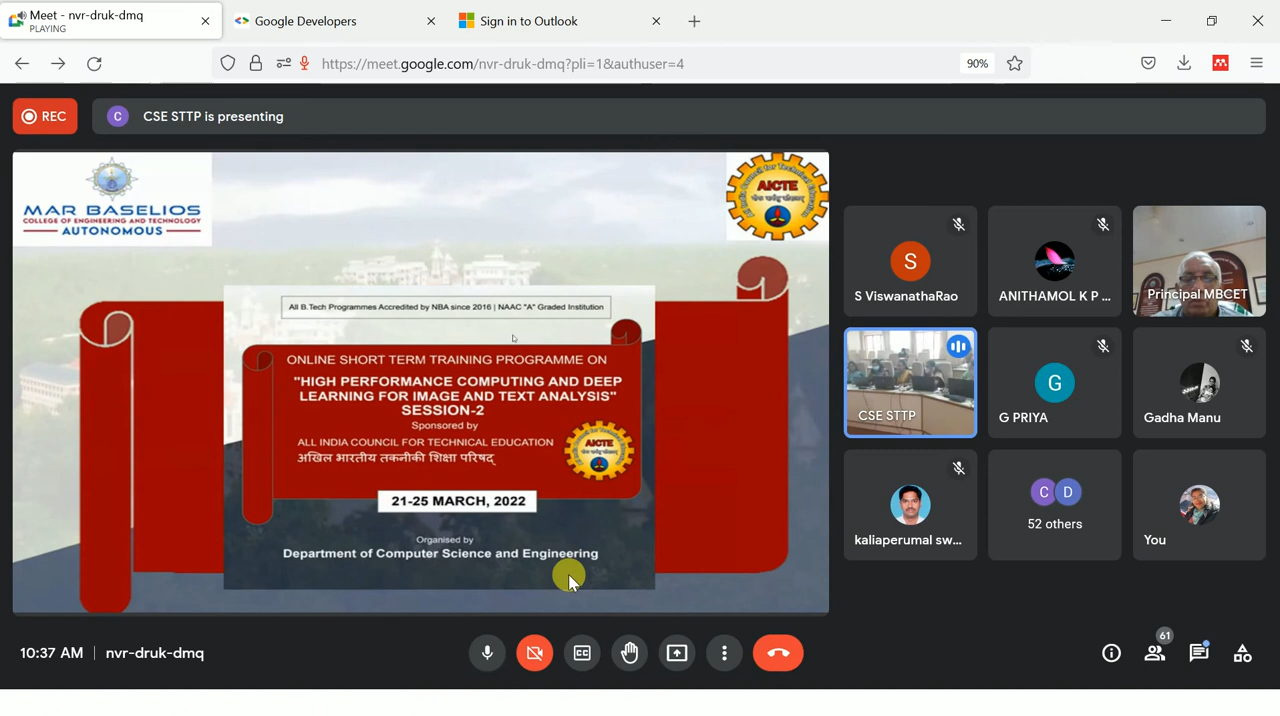 Meet - nvr-druk-dmq
PLAYING
Google Developers
Sign in to Outlook
https://meet.google.com/nvr-druk-dmq?pli=1&authuser=4
90%
REC
C
CSE STTP is presenting
MAR BASELIOS
COLLEGE OF ENGINEERING AND TECHNOLOGY
AUTONOMOUS
AICTE
All B.Tech Programmes Accredited by NBA since 2016 | NAAC "A" Graded Institution
ONLINE SHORT TERM TRAINING PROGRAMME ON
"HIGH PERFORMANCE COMPUTING AND DEEP
LEARNING FOR IMAGE AND TEXT ANALYSIS"
SESSION-2
Sponsored by
ALL INDIA COUNCIL FOR TECHNICAL EDUCATION
अखिल भारतीय तकनीकी शिक्षा परिषद्
AICTE
21-25 MARCH, 2022
Organised by
Department of Computer Science and Engineering
S
S ViswanathaRao
ANITHAMOL K P ...
Principal MBCET
CSE STTP
G
G PRIYA
Gadha Manu
kaliaperumal sw...
C D
52 others
You
10:37 AM | nvr-druk-dmq
CC
61